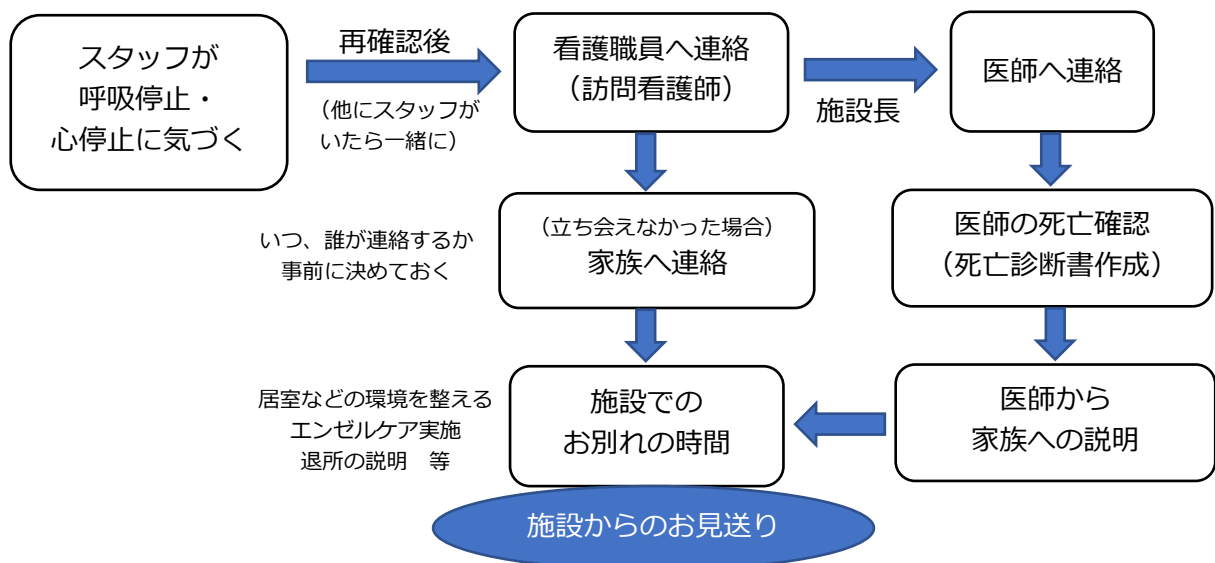 スタッフが
呼吸停止・
心停止に気づく
再確認後
（他にスタッフが
いたら一緒に）
看護職員へ連絡
（訪問看護師）
施設長
医師へ連絡
いつ、誰が連絡するか
事前に決めておく
（立ち会えなかった場合）
家族へ連絡
医師の死亡確認
（死亡診断書作成）
居室などの環境を整える
エンゼルケア実施
退所の説明　等
施設での
お別れの時間
医師から
家族への説明
施設からのお見送り